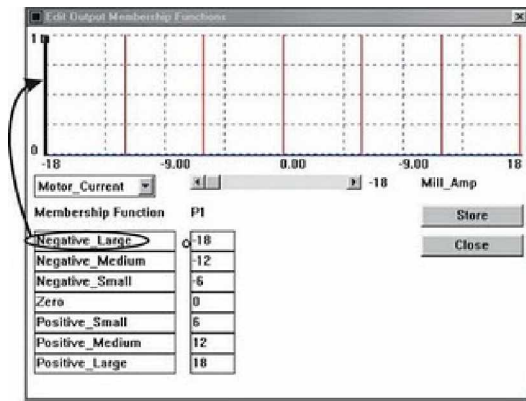 Edit Output Membership Functions
1
0
-18 -9.00 0.00 -9.00 18
Motor_Current -18 Mill_Amp
Membership Function P1 Store
Negative_Large -18 Close
Negative_Medium -12
Negative_Small -6
Zero 0
Positive_Small 6
Positive_Medium 12
Positive_Large 18